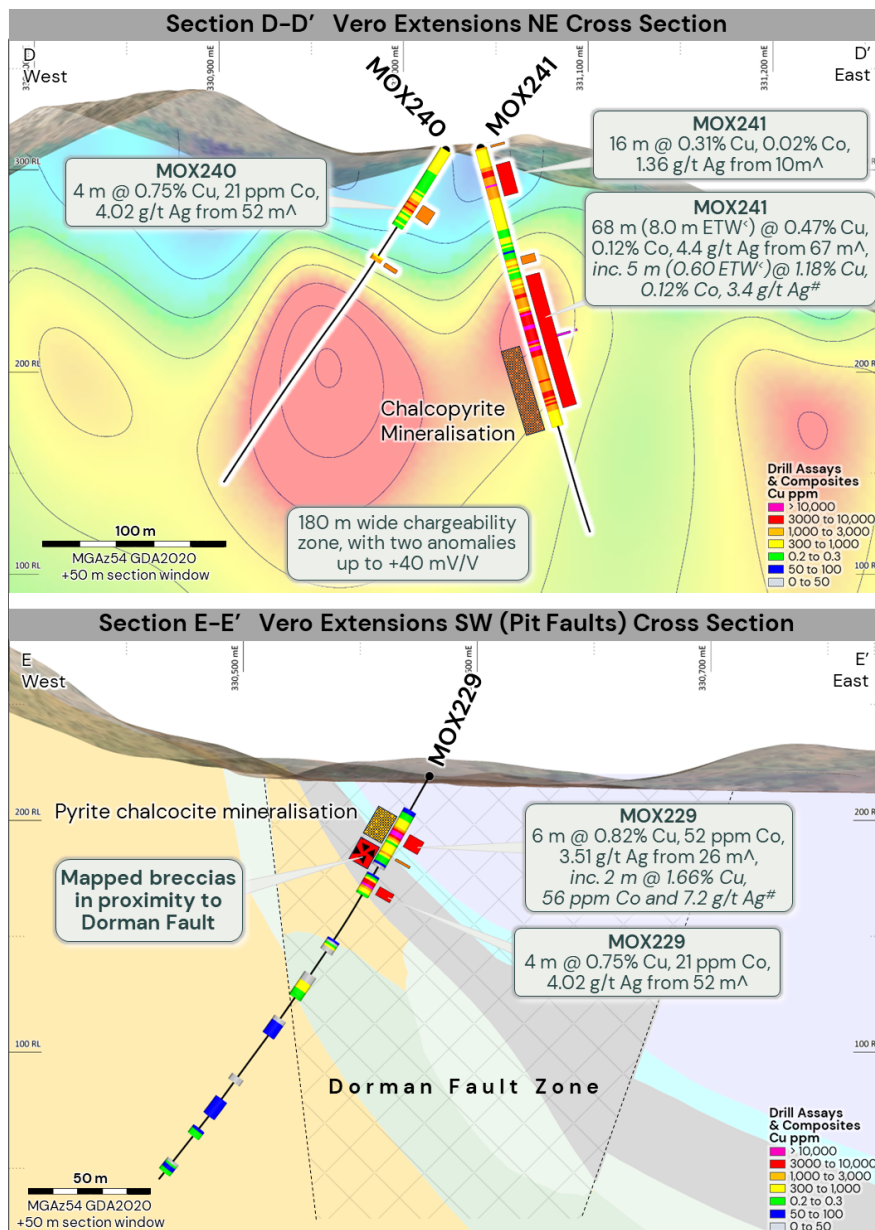 Section D-D' Vero Extensions NE Cross Section
D
West
330,900 mE
331,100 mE
331,200 mE
D'
East
MOX240
MOX241
300 RL
MOX240
4 m @ 0.75% Cu, 21 ppm Co,
4.02 g/t Ag from 52 m^
MOX241
16 m @ 0.31% Cu, 0.02% Co,
1.36 g/t Ag from 10m^
MOX241
68 m (8.0 m ETW˂) @ 0.47% Cu,
0.12% Co, 4.4 g/t Ag from 67 m^,
inc. 5 m (0.60 ETW˂)@ 1.18% Cu,
0.12% Co, 3.4 g/t Ag#
200 RL
200 RL
Chalcopyrite
Mineralisation
180 m wide chargeability
zone, with two anomalies
up to +40 mV/V
100 m
MGAz54 GDA2020
+50 m section window
100 RL
100 RL
Drill Assays
& Composites
Cu ppm
> 10,000
3000 to 10,000
1,000 to 3,000
300 to 1,000
0.2 to 0.3
50 to 100
0 to 50
Section E-E' Vero Extensions SW (Pit Faults) Cross Section
E
West
330,500 mE
330,700 mE
E'
East
MOX229
200 RL
200 RL
Pyrite chalcocite mineralisation
Mapped breccias
in proximity to
Dorman Fault
MOX229
6 m @ 0.82% Cu, 52 ppm Co,
3.51 g/t Ag from 26 m^,
inc. 2 m @ 1.66% Cu,
56 ppm Co and 7.2 g/t Ag#
MOX229
4 m @ 0.75% Cu, 21 ppm Co,
4.02 g/t Ag from 52 m^
100 RL
Dorman Fault Zone
50 m
MGAz54 GDA2020
+50 m section window
Drill Assays
& Composites
Cu ppm
> 10,000
3000 to 10,000
1,000 to 3,000
300 to 1,000
0.2 to 0.3
50 to 100
0 to 50